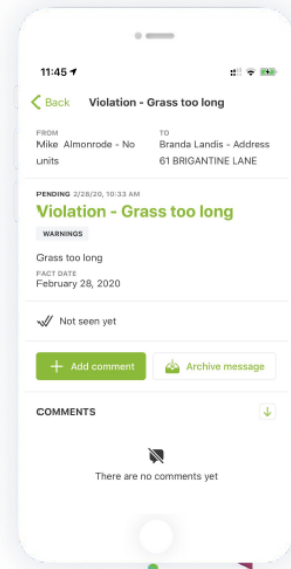 11:45
Back Violation - Grass too long
FROM
Mike Almonrode - No
units
TO
Branda Landis - Address
61 BRIGANTINE LANE
PENDING 2/28/20, 10:33 AM
Violation - Grass too long
WARNINGS
Grass too long
FACT DATE
February 28, 2020
Not seen yet
Add comment
Archive message
COMMENTS
There are no comments yet